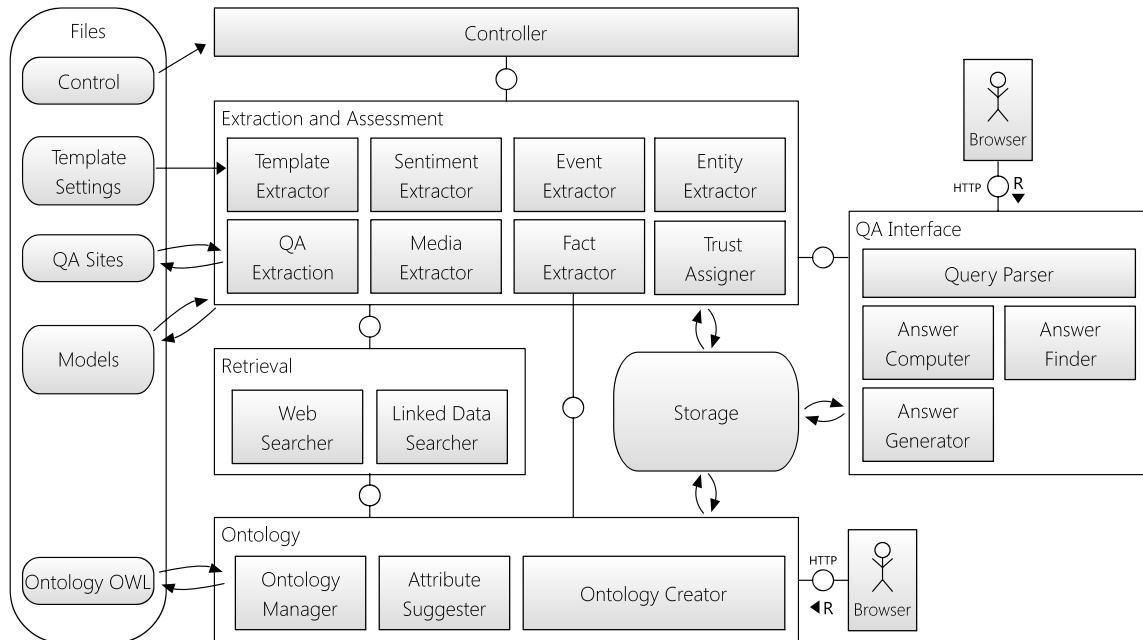 Files
Control
Template
Settings
QA Sites
Models
Ontology OWL
Controller
Extraction and Assessment
Template
Extractor
Sentiment
Extractor
Event
Extractor
Entity
Extractor
QA
Extraction
Media
Extractor
Fact
Extractor
Trust
Assigner
Retrieval
Web
Searcher
Linked Data
Searcher
Storage
Ontology
Ontology
Manager
Attribute
Suggester
Ontology Creator
Browser
HTTP
R
QA Interface
Query Parser
Answer
Computer
Answer
Finder
Answer
Generator
HTTP
R
Browser